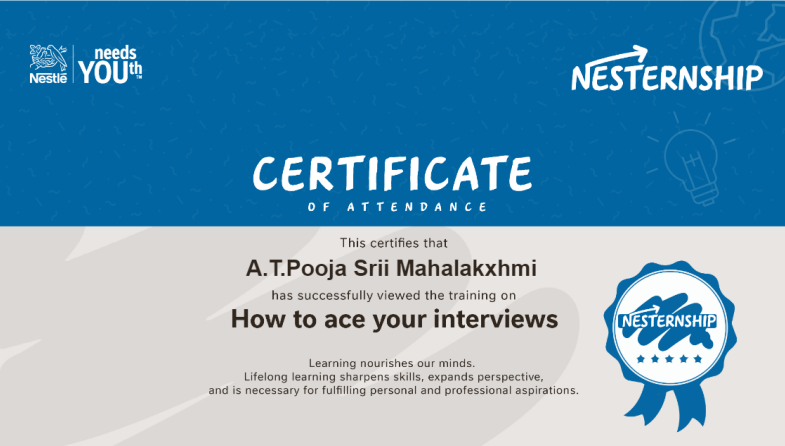 Nestlé
needs
YOUth™
NESTERNSHIP
CERTIFICATE
OF ATTENDANCE
This certifies that
A.T.Pooja Srii Mahalakxhmi
has successfully viewed the training on
How to ace your interviews
NESTERNSHIP
Learning nourishes our minds.
Lifelong learning sharpens skills, expands perspective,
and is necessary for fulfilling personal and professional aspirations.